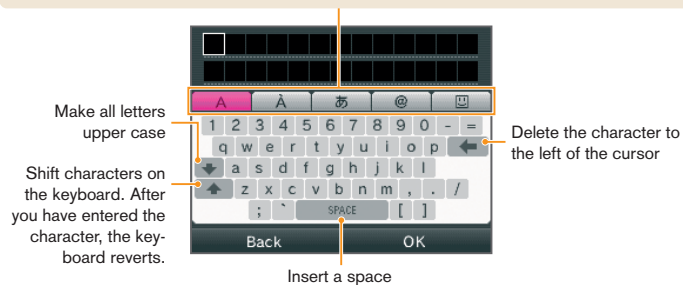 A À あ @
Make all letters
upper case
1 2 3 4 5 6 7 8 9 0 - =
q w e r t y u i o p
a s d f g h j k l
z x c v b n m , . /
; ` SPACE [ ]
Delete the character to
the left of the cursor
Shift characters on
the keyboard. After
you have entered the
character, the key-
board reverts.
Back OK
Insert a space